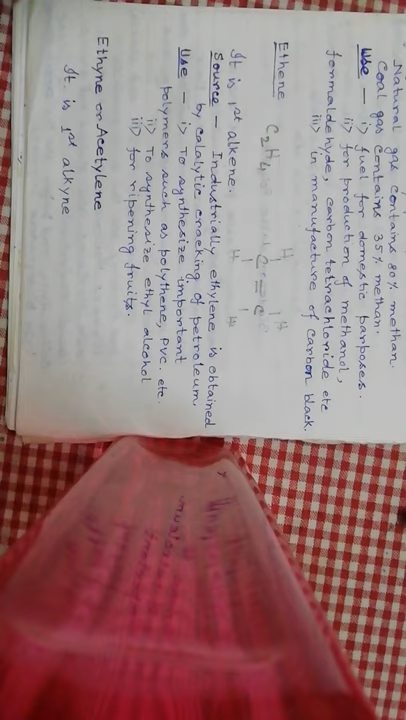 Natural gas contains 80% methan.
Coal gas contains 35% methan.
Use - i) fuel for domestic parposes.
ii) for production of methanol,
formaldehyde, carbon tetrachloride etc
iii) in manufacture of carbon black.
Ethene C2H4
H H
C = C
H H
It is 1st alkene.
Source - Industrially ethylene is obtained
by catalytic cracking of petroleum.
Use - i) To synthesize important
polymers such as polythene, pvc. etc.
ii) To synthesize ethyl alcohol
iii) for ripening fruits.
Ethyne or Acetylene
It is 1st alkyne